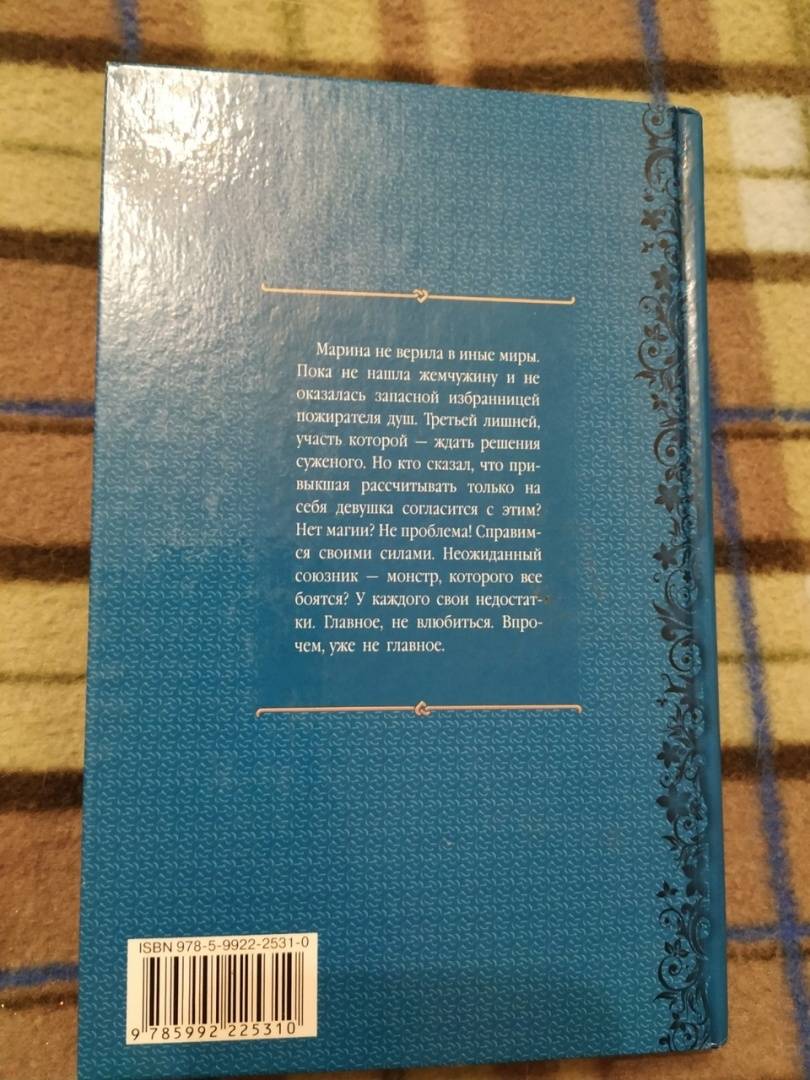 Марина не верила в иные миры.
Пока не нашла жемчужину и не
оказалась запасной избранницей
пожирателя душ. Третьей лишней,
участь которой — ждать решения
суженого. Но кто сказал, что при-
выкшая рассчитывать только на
себя девушка согласится с этим?
Нет магии? Не проблема! Справим-
ся своими силами. Неожиданный
союзник — монстр, которого все
боятся? У каждого свои недостат-
ки. Главное, не влюбиться. Впро-
чем, уже не главное.
ISBN 978-5-9922-2531-0
9 785992 225310